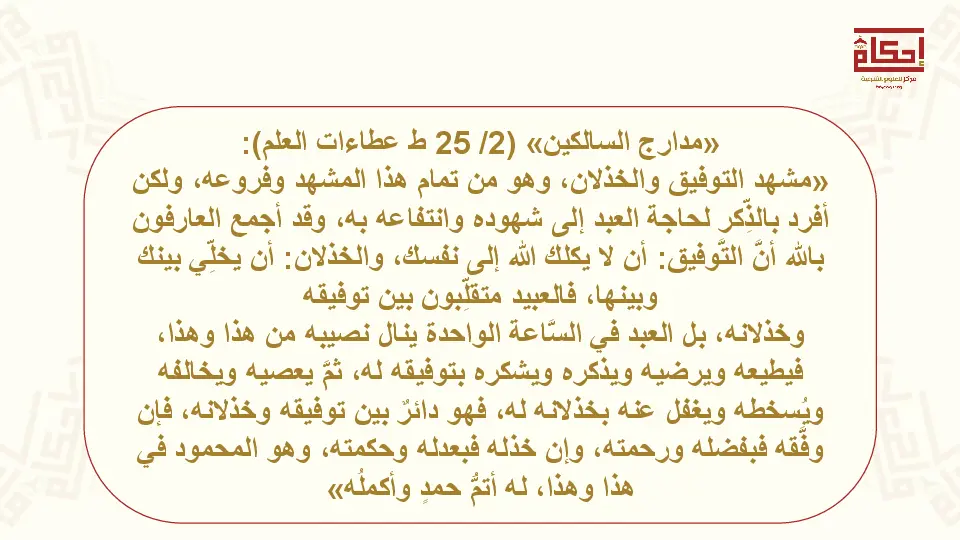 إحكام
مركز للعلوم الشرعية
«مدارج السالكين» (2/ 25 ط عطاءات العلم):
«مشهد التوفيق والخذلان، وهو من تمام هذا المشهد وفروعه، ولكن
أفرد بالذِّكر لحاجة العبد إلى شهوده وانتفاعه به، وقد أجمع العارفون
بالله أنَّ التَّوفيق: أن لا يكلك الله إلى نفسك، والخذلان: أن يخلِّي بينك
وبينها، فالعبيد متقلِّبون بين توفيقه
وخذلانه، بل العبد في السَّاعة الواحدة ينال نصيبه من هذا وهذا،
فيطيعه ويرضيه ويذكره ويشكره بتوفيقه له، ثمَّ يعصيه ويخالفه
ويُسخطه ويغفل عنه بخذلانه له، فهو دائرٌ بين توفيقه وخذلانه، فإن
وفَّقه فبفضله ورحمته، وإن خذله فبعدله وحكمته، وهو المحمود في
هذا وهذا، له أتمُّ حمدٍ وأكملُه»